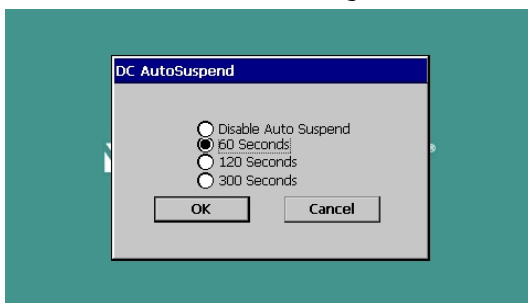 DC AutoSuspend
Disable Auto Suspend
60 Seconds
120 Seconds
300 Seconds
OK Cancel